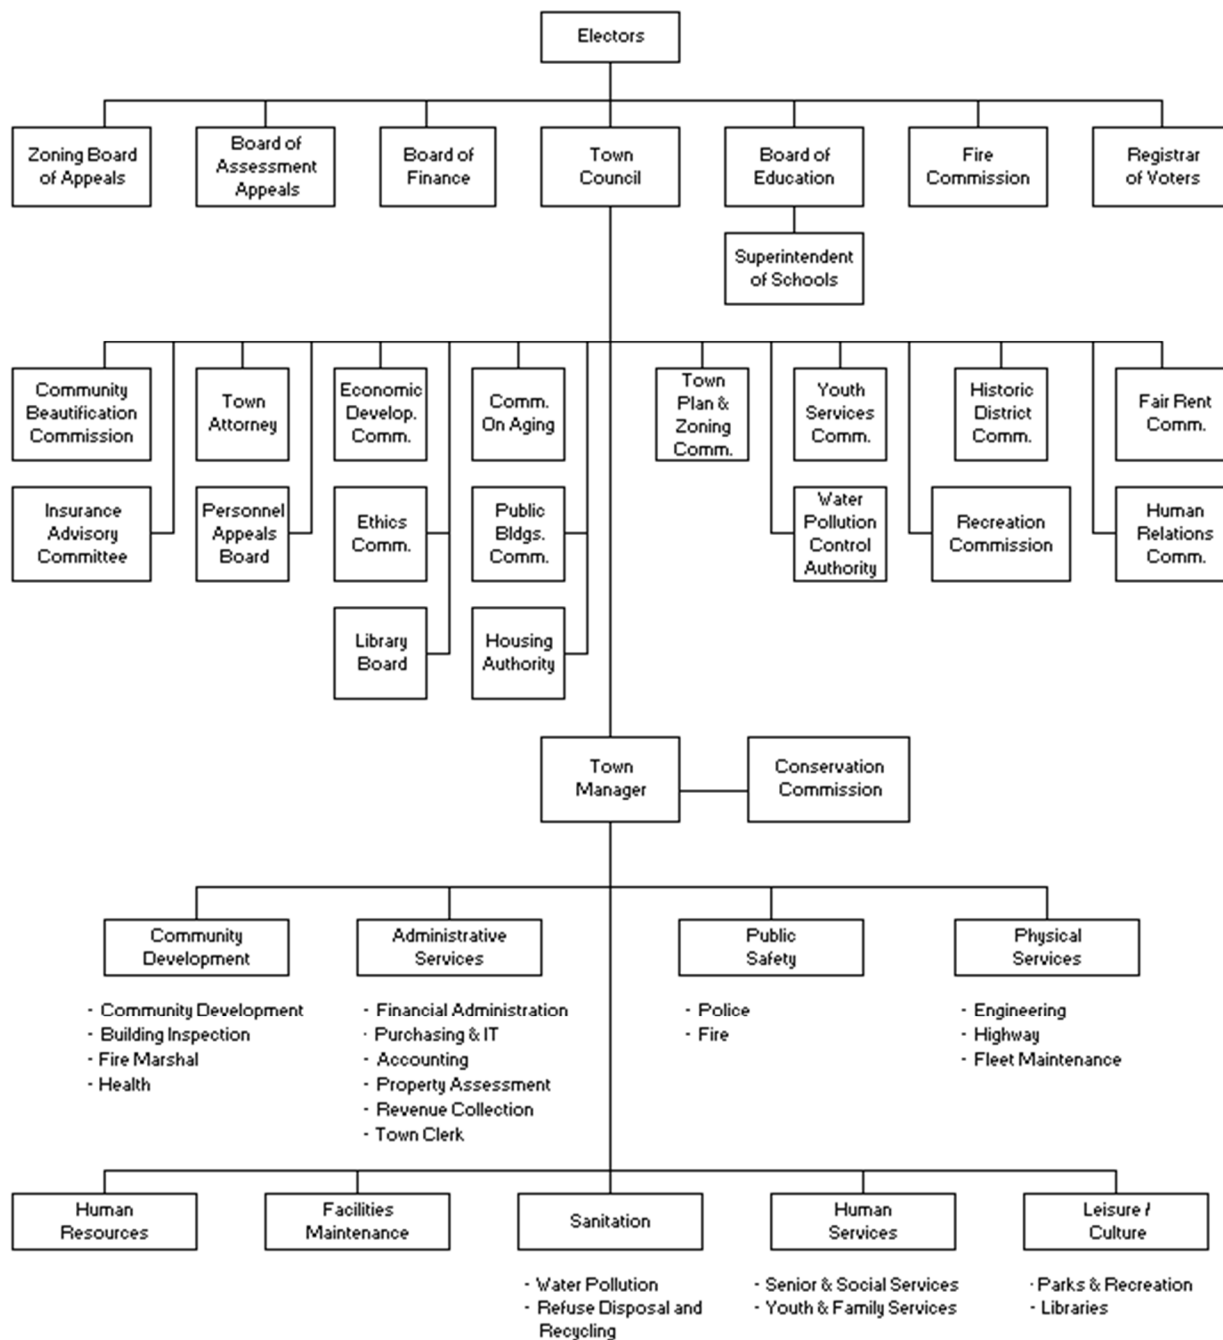 Electors
Zoning Board
of Appeals
Board of
Assessment
Appeals
Board of
Finance
Town
Council
Board of
Education
Fire
Commission
Registrar
of Voters
Superintendent
of Schools
Community
Beautification
Commission
Town
Attorney
Economic
Develop.
Comm.
Comm.
On Aging
Town
Plan &
Zoning
Comm.
Youth
Services
Comm.
Historic
District
Comm.
Fair Rent
Comm.
Insurance
Advisory
Committee
Personnel
Appeals
Board
Ethics
Comm.
Public
Bldgs.
Comm.
Water
Pollution
Control
Authority
Recreation
Commission
Human
Relations
Comm.
Library
Board
Housing
Authority
Town
Manager
Conservation
Commission
Community
Development
Administrative
Services
Public
Safety
Physical
Services
- Community Development
- Building Inspection
- Fire Marshal
- Health
- Financial Administration
- Purchasing & IT
- Accounting
- Property Assessment
- Revenue Collection
- Town Clerk
- Police
- Fire
- Engineering
- Highway
- Fleet Maintenance
Human
Resources
Facilities
Maintenance
Sanitation
Human
Services
Leisure /
Culture
- Water Pollution
- Refuse Disposal and
Recycling
- Senior & Social Services
- Youth & Family Services
- Parks & Recreation
- Libraries